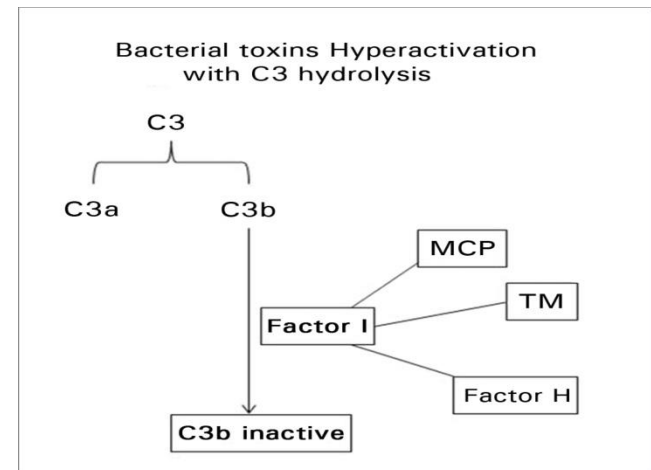 Bacterial toxins Hyperactivation
with C3 hydrolysis
C3
C3a
C3b
MCP
TM
Factor I
Factor H
C3b inactive